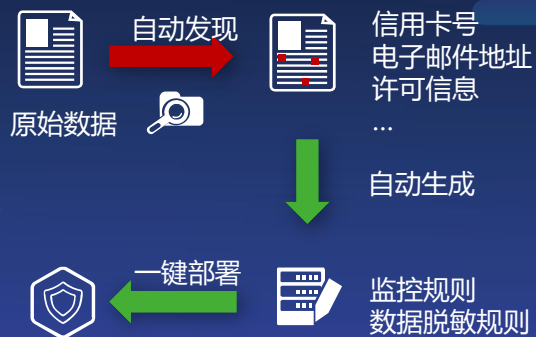 自动发现
原始数据
信用卡号
电子邮件地址
许可信息
...
自动生成
一键部署
监控规则
数据脱敏规则